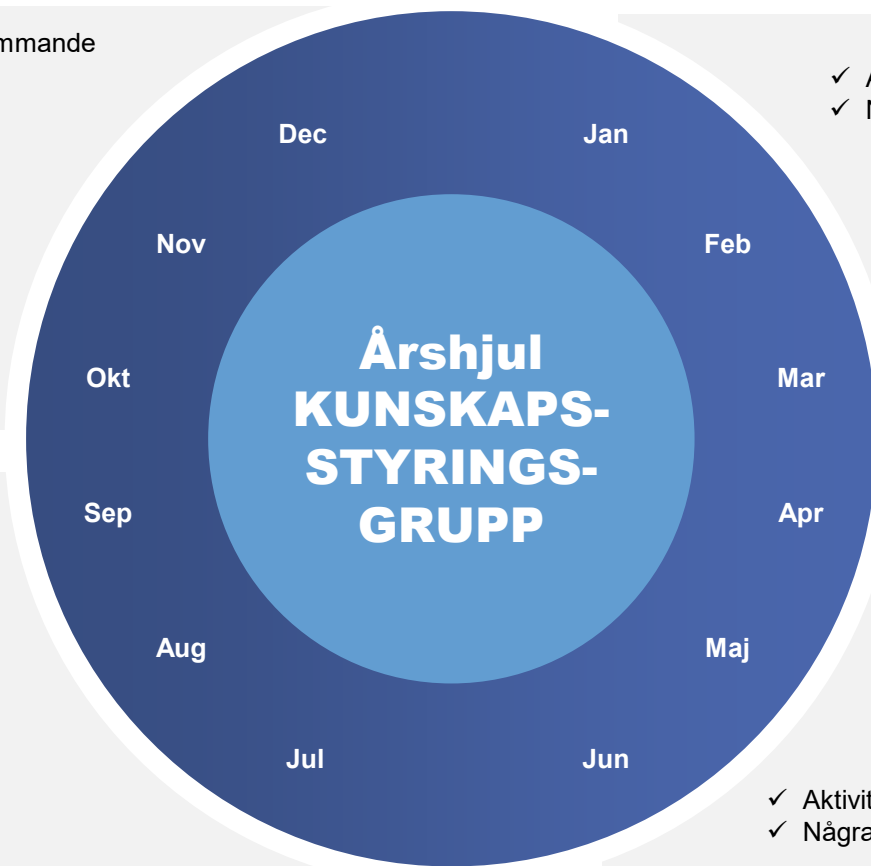 mmande
Dec
Jan
Nov
Feb
Okt
Mar
Sep
Apr
Aug
Maj
Jul
Jun
Årshjul
KUNSKAPS-
STYRINGS-
GRUPP
✓ Aktivit
✓ Några